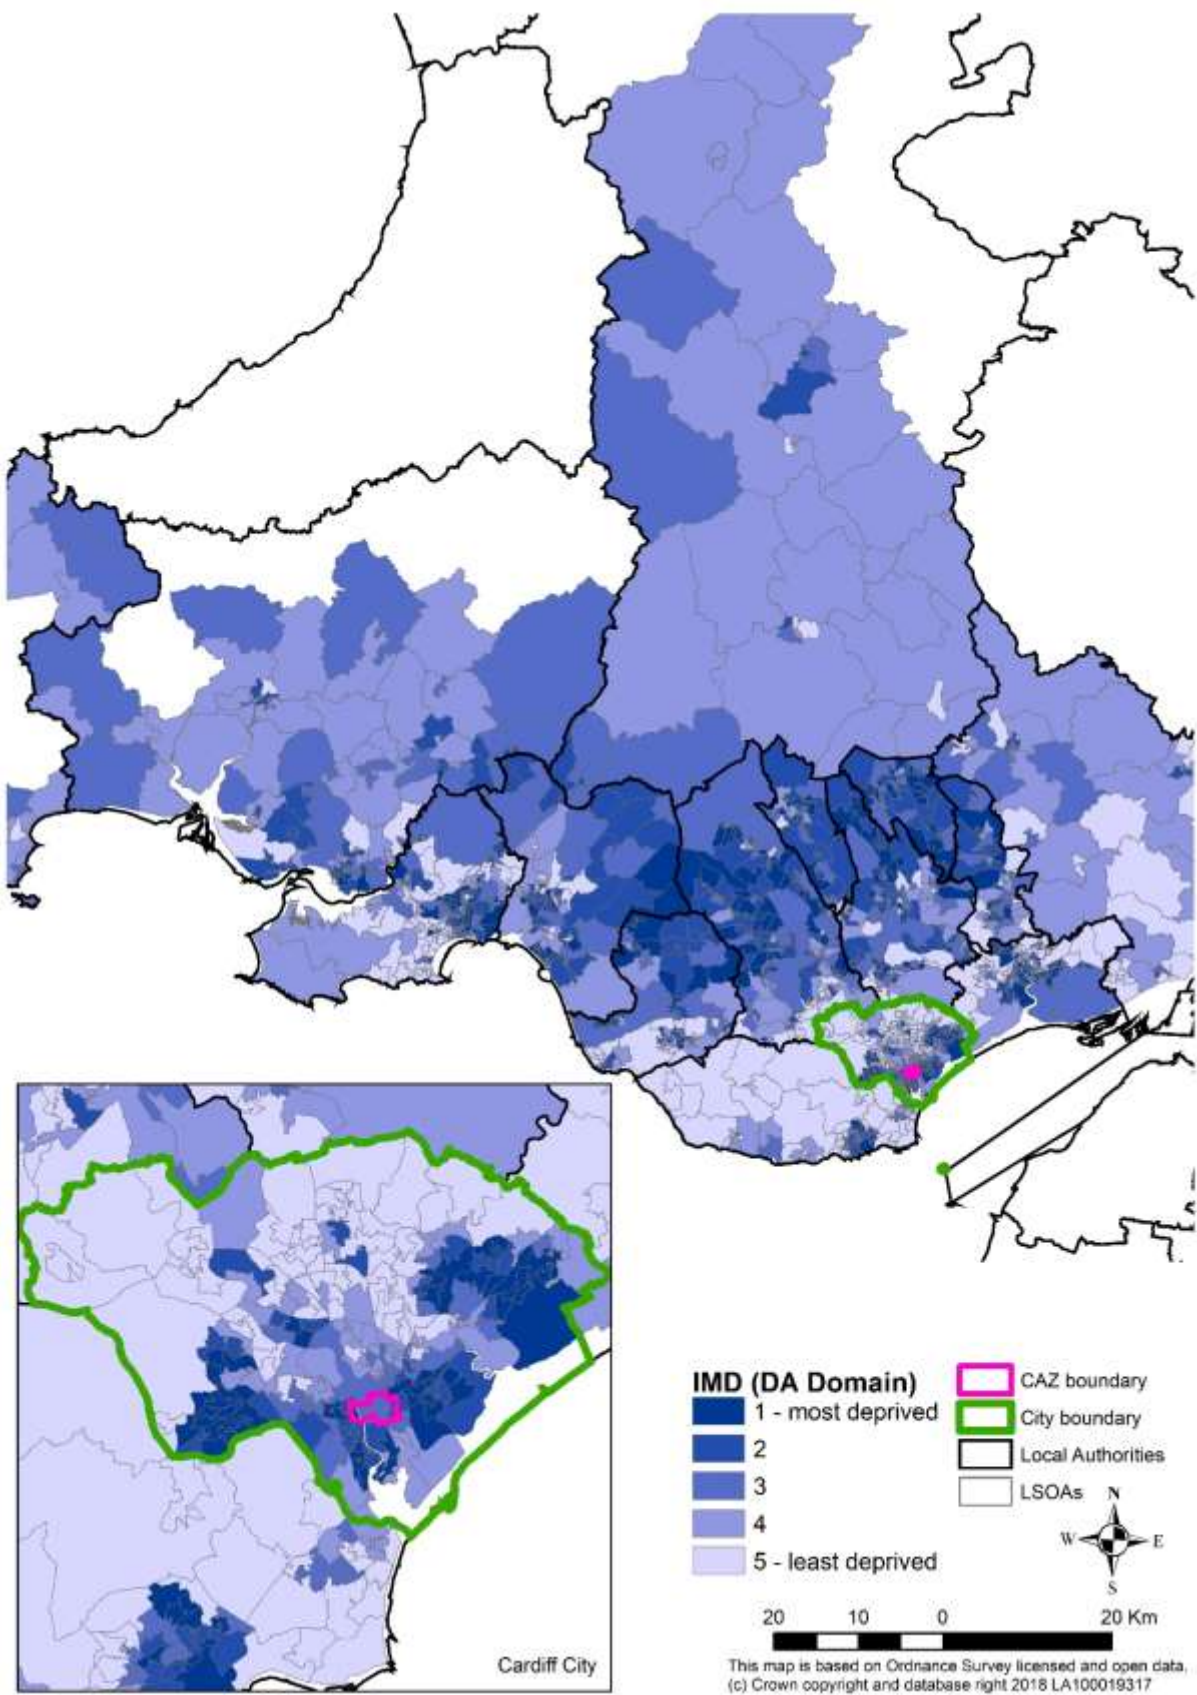 Cardiff City
IMD (DA Domain)
1 - most deprived
2
3
4
5 - least deprived
CAZ boundary
City boundary
Local Authorities
LSOAs
N
W
E
S
20 10 0 20 Km
This map is based on Ordnance Survey licensed and open data.
(c) Crown copyright and database right 2018 LA100019317